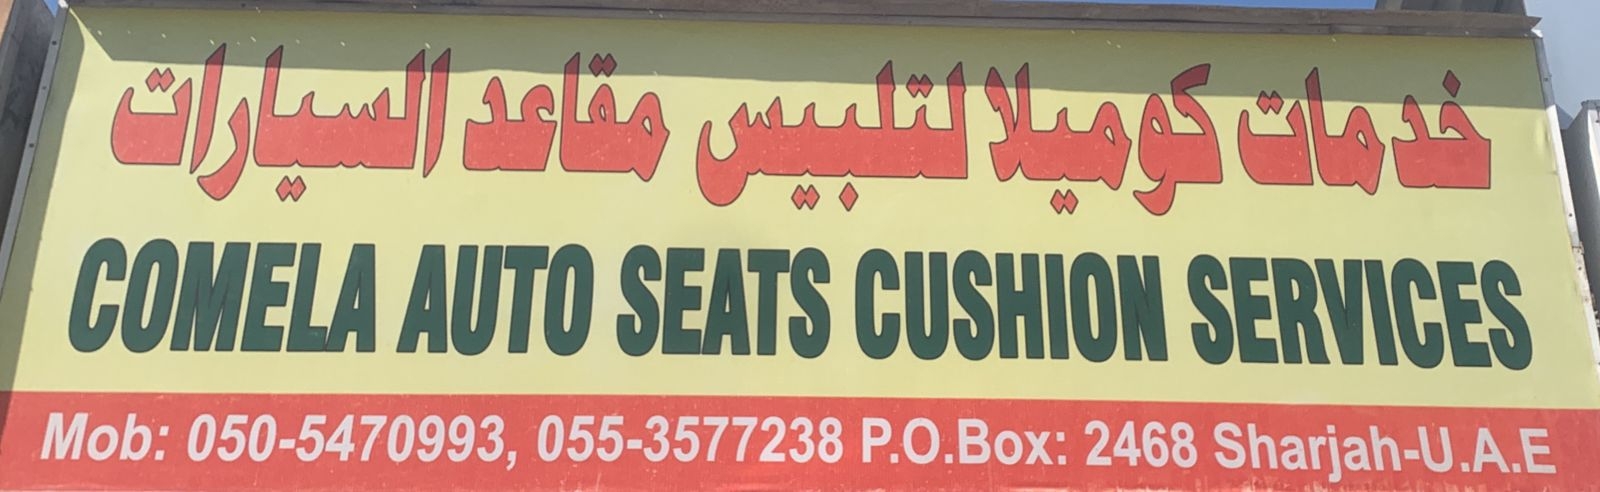 خدمات كوميلا لتلبيس مقاعد السيارات
COMELA AUTO SEATS CUSHION SERVICES
Mob: 050-5470993, 055-3577238 P.O.Box: 2468 Sharjah-U.A.E